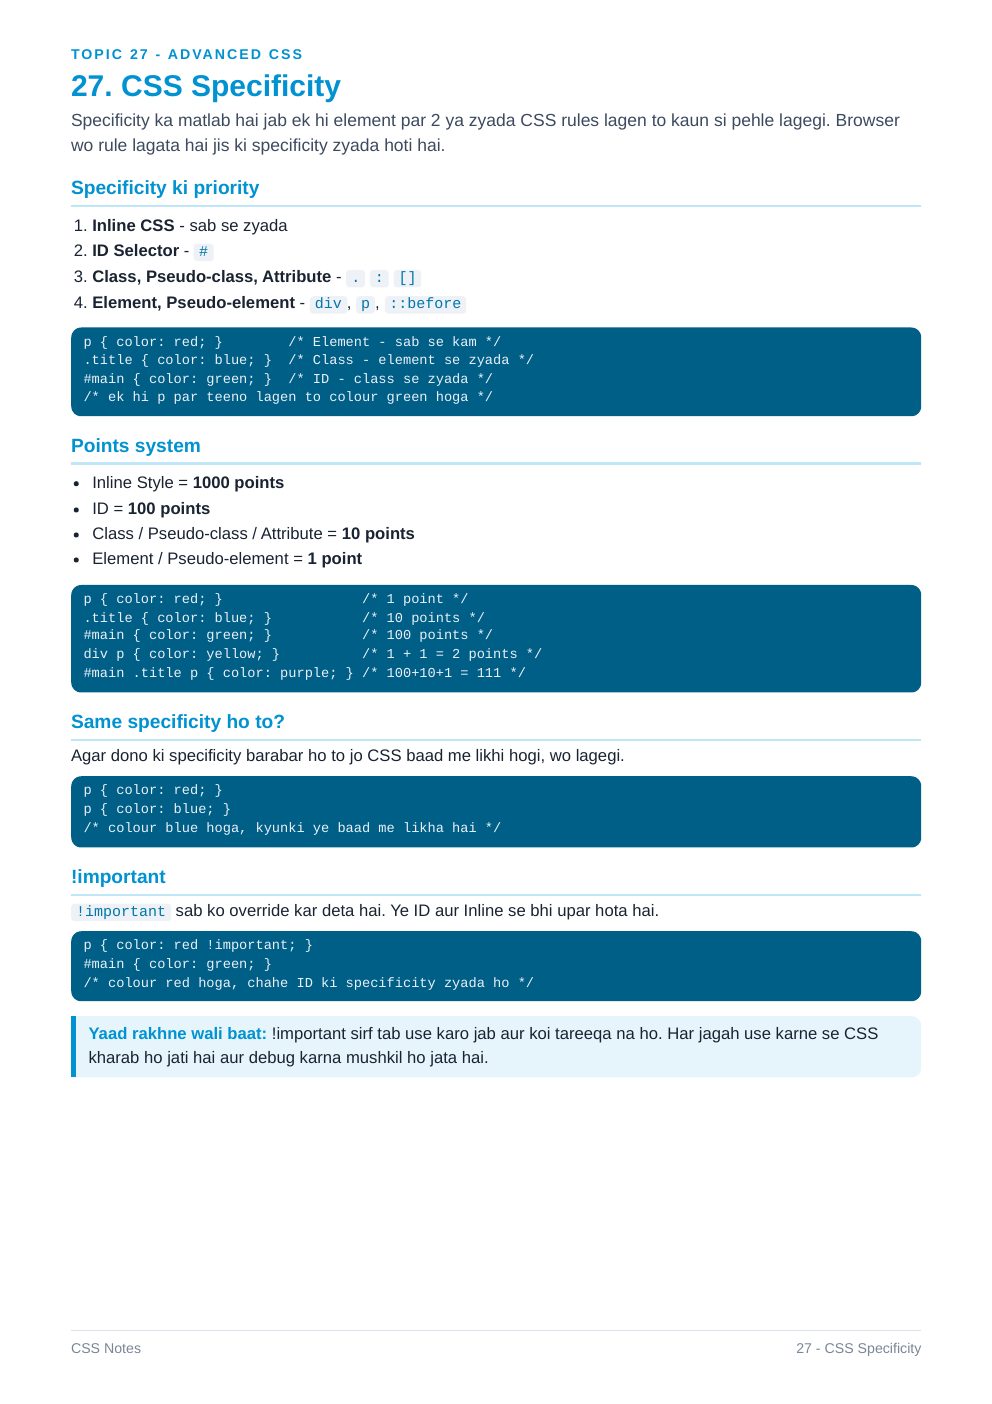 TOPIC 27 - ADVANCED CSS
27. CSS Specificity
Specificity ka matlab hai jab ek hi element par 2 ya zyada CSS rules lagen to kaun si pehle lagegi. Browser
wo rule lagata hai jis ki specificity zyada hoti hai.
Specificity ki priority
1. Inline CSS - sab se zyada
2. ID Selector - #
3. Class, Pseudo-class, Attribute - . : []
4. Element, Pseudo-element - div, p, ::before
p { color: red; }        /* Element - sab se kam */
.title { color: blue; }  /* Class - element se zyada */
#main { color: green; }  /* ID - class se zyada */
/* ek hi p par teeno lagen to colour green hoga */
Points system
• Inline Style = 1000 points
• ID = 100 points
• Class / Pseudo-class / Attribute = 10 points
• Element / Pseudo-element = 1 point
p { color: red; }                 /* 1 point */
.title { color: blue; }           /* 10 points */
#main { color: green; }           /* 100 points */
div p { color: yellow; }          /* 1 + 1 = 2 points */
#main .title p { color: purple; } /* 100+10+1 = 111 */
Same specificity ho to?
Agar dono ki specificity barabar ho to jo CSS baad me likhi hogi, wo lagegi.
p { color: red; }
p { color: blue; }
/* colour blue hoga, kyunki ye baad me likha hai */
!important
!important sab ko override kar deta hai. Ye ID aur Inline se bhi upar hota hai.
p { color: red !important; }
#main { color: green; }
/* colour red hoga, chahe ID ki specificity zyada ho */
Yaad rakhne wali baat: !important sirf tab use karo jab aur koi tareeqa na ho. Har jagah use karne se CSS
kharab ho jati hai aur debug karna mushkil ho jata hai.
CSS Notes
27 - CSS Specificity